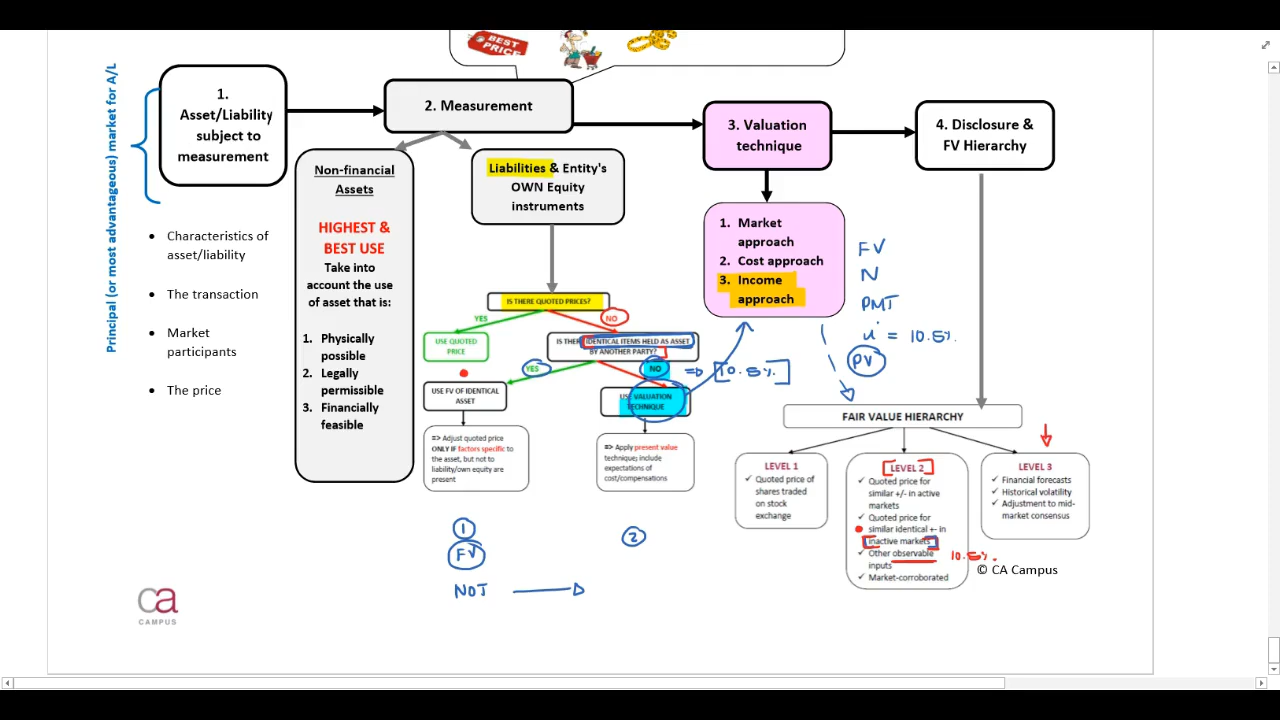 BEST
PRICE
Principal (or most advantageous) market for A/L
1.
Asset/Liability
subject to
measurement
2. Measurement
3. Valuation
technique
4. Disclosure &
FV Hierarchy
Characteristics of
asset/liability
The transaction
Market
participants
The price
Non-financial
Assets
HIGHEST &
BEST USE
Take into
account the use
of asset that is:
1. Physically
possible
2. Legally
permissible
3. Financially
feasible
Liabilities & Entity's
OWN Equity
instruments
1. Market
approach
2. Cost approach
3. Income
approach
FV
N
PMT
i = 10.5%.
PV
IS THERE QUOTED PRICES?
YES
NO
USE QUOTED
PRICE
IS THERE IDENTICAL ITEMS HELD AS ASSET
BY ANOTHER PARTY?
YES
NO
=> [10.5%.]
USE FV OF IDENTICAL
ASSET
USE VALUATION
TECHNIQUE
=> Adjust quoted price
ONLY IF factors specific to
the asset, but not to
liability/own equity are
present
=> Apply present value
technique; include
expectations of
cost/compensations
1
FV
NOT
2
FAIR VALUE HIERARCHY
LEVEL 1
Quoted price of
shares traded
on stock
exchange
[LEVEL 2]
Quoted price for
similar +/- in active
markets
Quoted price for
similar identical +- in
[inactive markets]
Other observable
inputs
Market-corroborated
10.5%.
LEVEL 3
Financial forecasts
Historical volatility
Adjustment to mid-
market consensus
© CA Campus
ca
CAMPUS